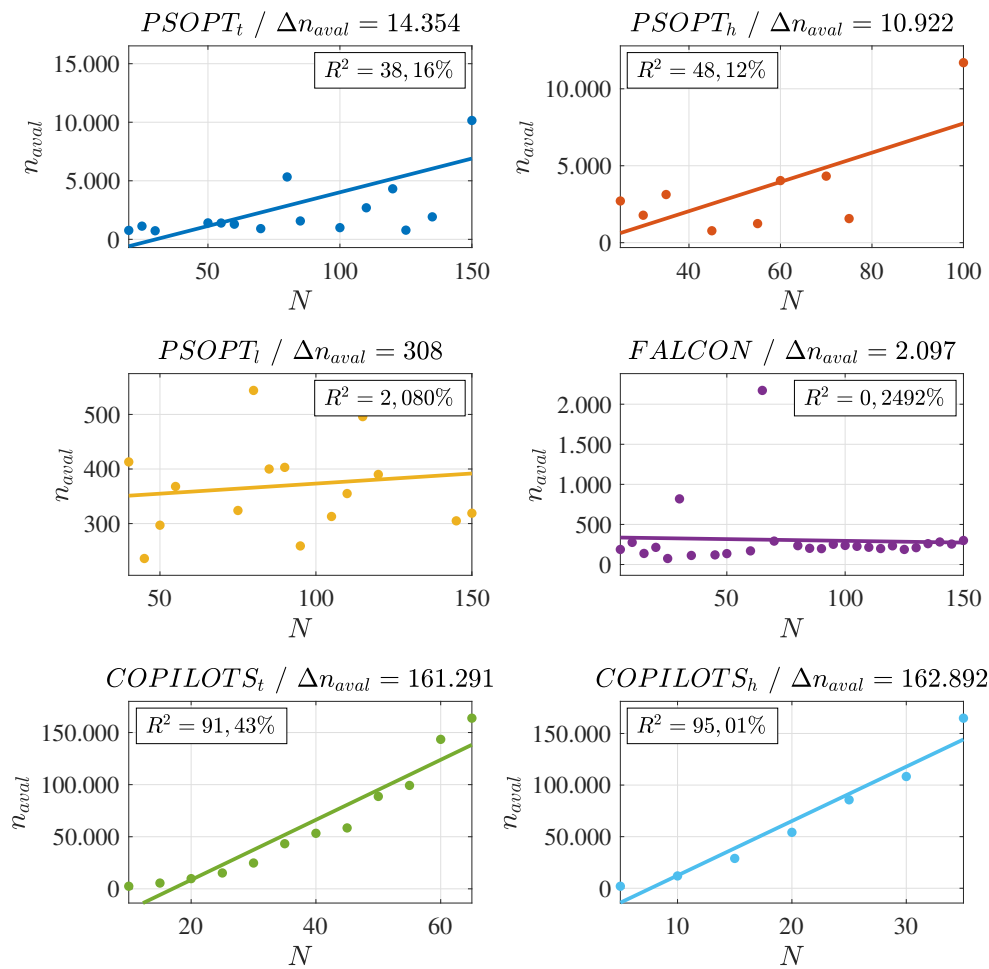 PSOPT_t / Δn_aval = 14.354
R² = 38,16%
15.000
10.000
5.000
0
n_aval
50
100
150
N
PSOPT_h / Δn_aval = 10.922
R² = 48,12%
10.000
5.000
0
n_aval
40
60
80
100
N
PSOPT_l / Δn_aval = 308
R² = 2,080%
500
400
300
n_aval
50
100
150
N
FALCON / Δn_aval = 2.097
R² = 0,2492%
2.000
1.500
1.000
500
0
n_aval
50
100
150
N
COPILOTS_t / Δn_aval = 161.291
R² = 91,43%
150.000
100.000
50.000
0
n_aval
20
40
60
N
COPILOTS_h / Δn_aval = 162.892
R² = 95,01%
150.000
100.000
50.000
0
n_aval
10
20
30
N